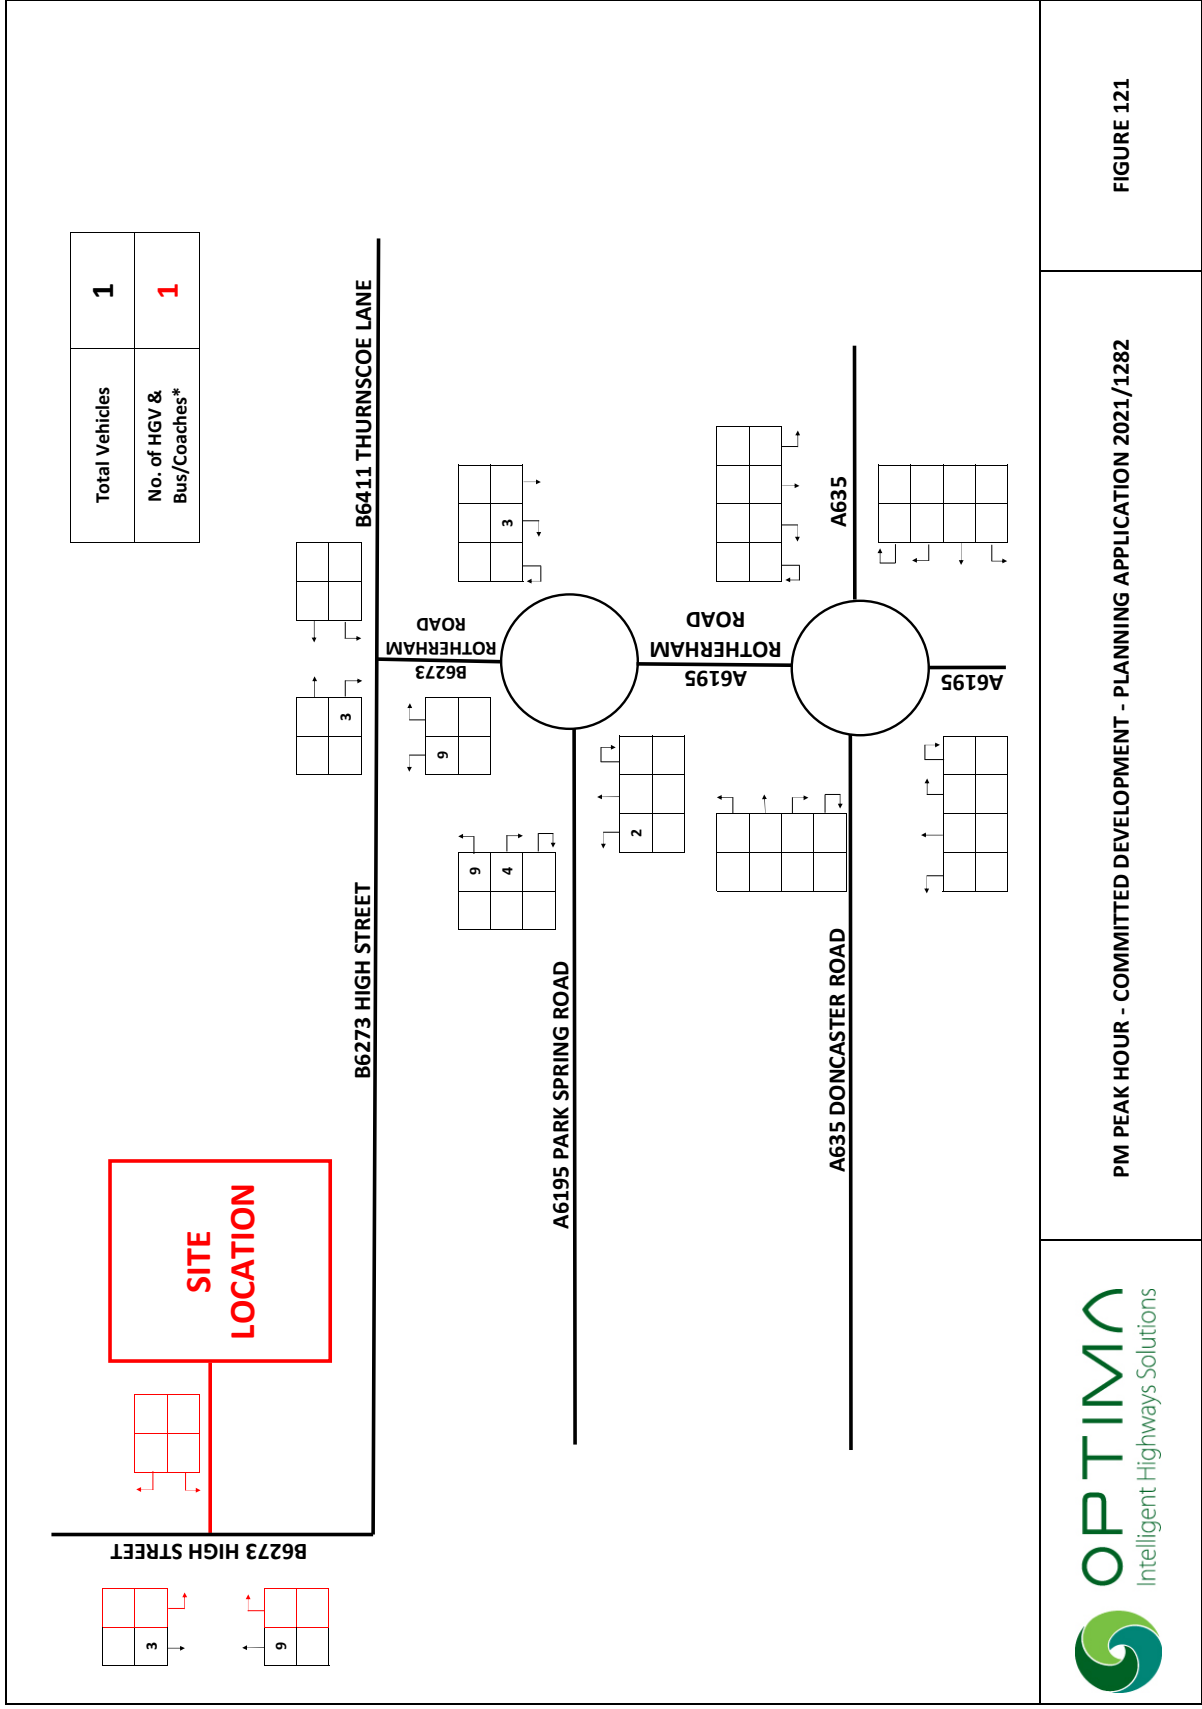 Total Vehicles
1
No. of HGV &
Bus/Coaches*
1
SITE
LOCATION
B6273 HIGH STREET
3
9
B6273 HIGH STREET
B6411 THURNSCOE LANE
3
9
B6273
ROTHERHAM
ROAD
9
4
3
A6195 PARK SPRING ROAD
2
A6195
ROTHERHAM
ROAD
A635 DONCASTER ROAD
A635
A6195
OPTIMA
Intelligent Highways Solutions
PM PEAK HOUR - COMMITTED DEVELOPMENT - PLANNING APPLICATION 2021/1282
FIGURE 121